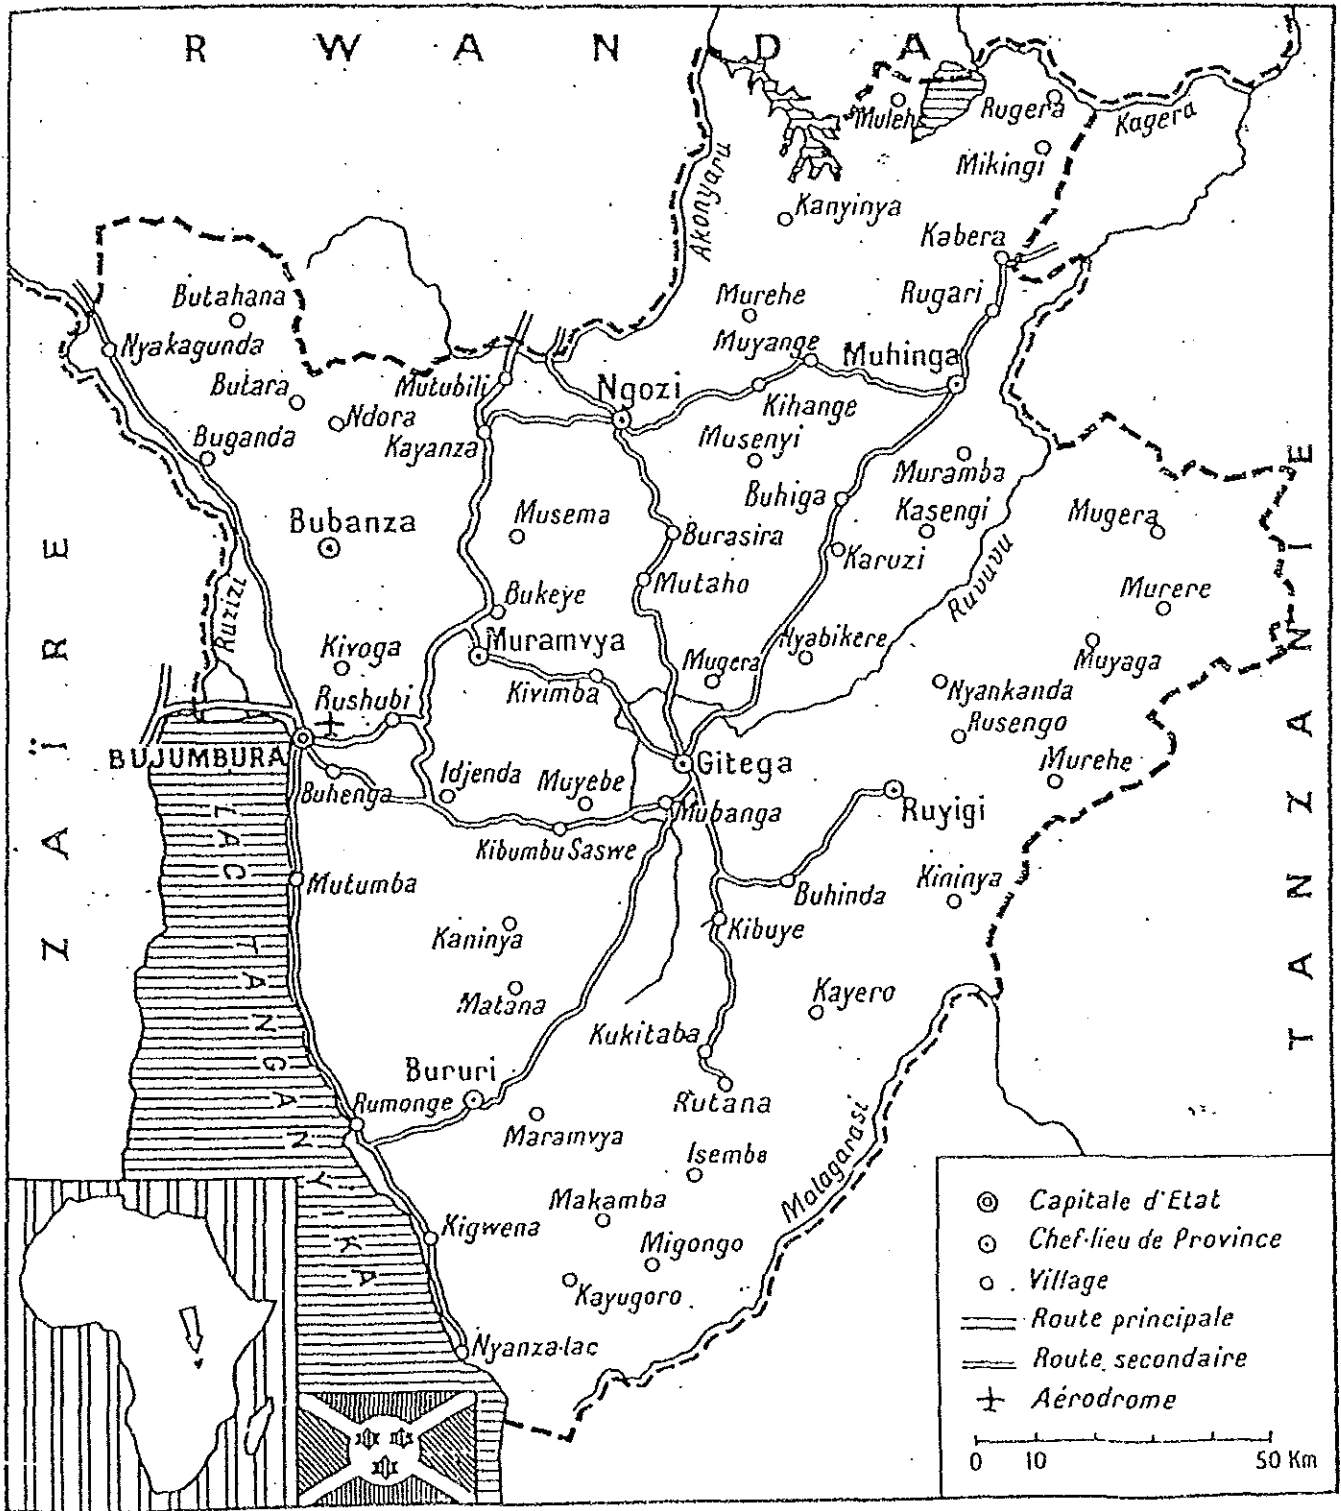 R W A N D A
Muleh
Rugera
Kagera
Mikingi
Akonyaru
Kanyinya
Kabera
Butahana
Murehe
Rugari
Nyakagunda
Muyange
Muhinga
Butara
Mutubili
Ngozi
Kihange
Ndora
Buganda
Kayanza
Musenyi
Muramba
Buhiga
Kasengi
Bubanza
Musema
Mugera
Burasira
Karuzi
ZAÏRE
TANZANIE
Ruzizi
Mutaho
Ruvuvu
Murere
Bukeye
Kivoga
Muramvya
Mugera
Nyabikere
Muyaga
Rushubi
Kivimba
Nyankanda
Rusengo
BUJUMBURA
Gitega
Murehe
Buhenga
Idjenda
Muyebe
Mubanga
Ruyigi
LAC TANGANYIKA
Kibumbu Saswe
Mutumba
Buhinda
Kininya
Kaninya
Kibuye
Matana
Kayero
Kukitaba
Bururi
Rumonge
Rutana
Maramvya
Malagarasi
Isemba
Makamba
Kigwena
Migongo
Kayugoro
Nyanza-lac
Capitale d'Etat
Chef-lieu de Province
Village
Route principale
Route secondaire
Aérodrome
0 10 50 Km